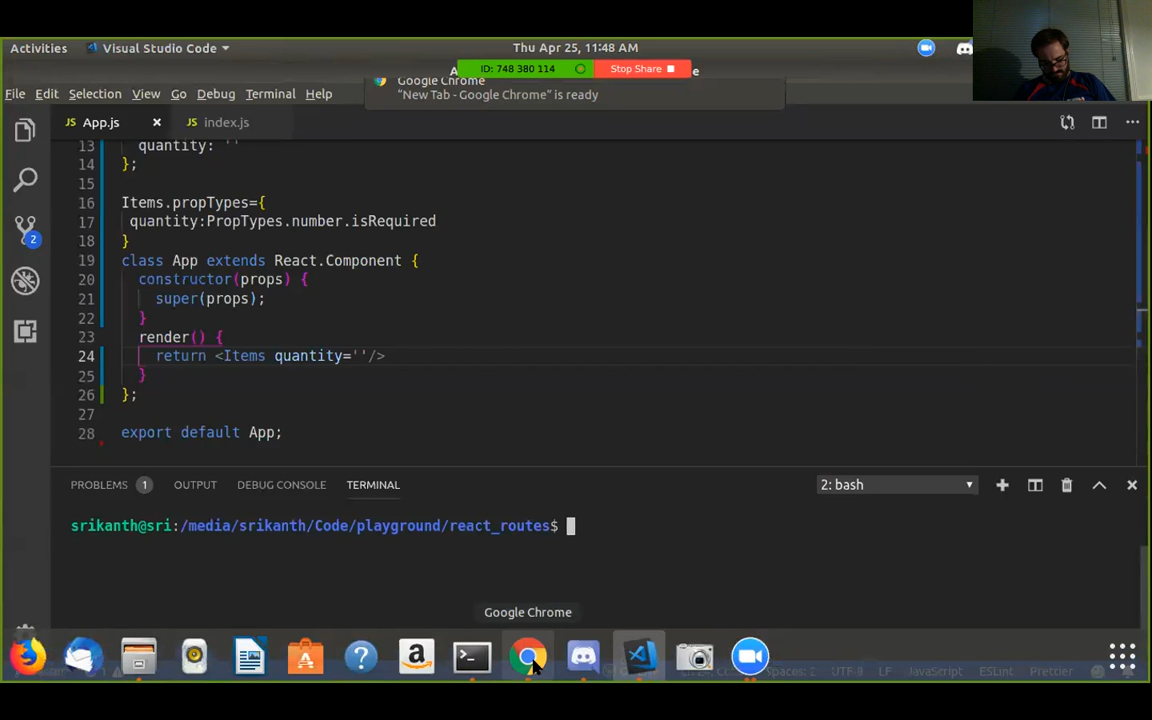 Activities
Visual Studio Code
Thu Apr 25, 11:48 AM
ID: 748 380 114
Stop Share
Google Chrome
"New Tab - Google Chrome" is ready
File Edit Selection View Go Debug Terminal Help
App.js
index.js
13 quantity: ''
14 };
15
16 Items.propTypes={
17 quantity:PropTypes.number.isRequired
18 }
19 class App extends React.Component {
20 constructor(props) {
21 super(props);
22 }
23 render() {
24 return <Items quantity=''/>
25 }
26 };
27
28 export default App;
2
PROBLEMS 1 OUTPUT DEBUG CONSOLE TERMINAL
2: bash
srikanth@sri:/media/srikanth/Code/playground/react_routes$
Google Chrome
Spaces: 2 UTF-8 LF JavaScript ESLint Prettier